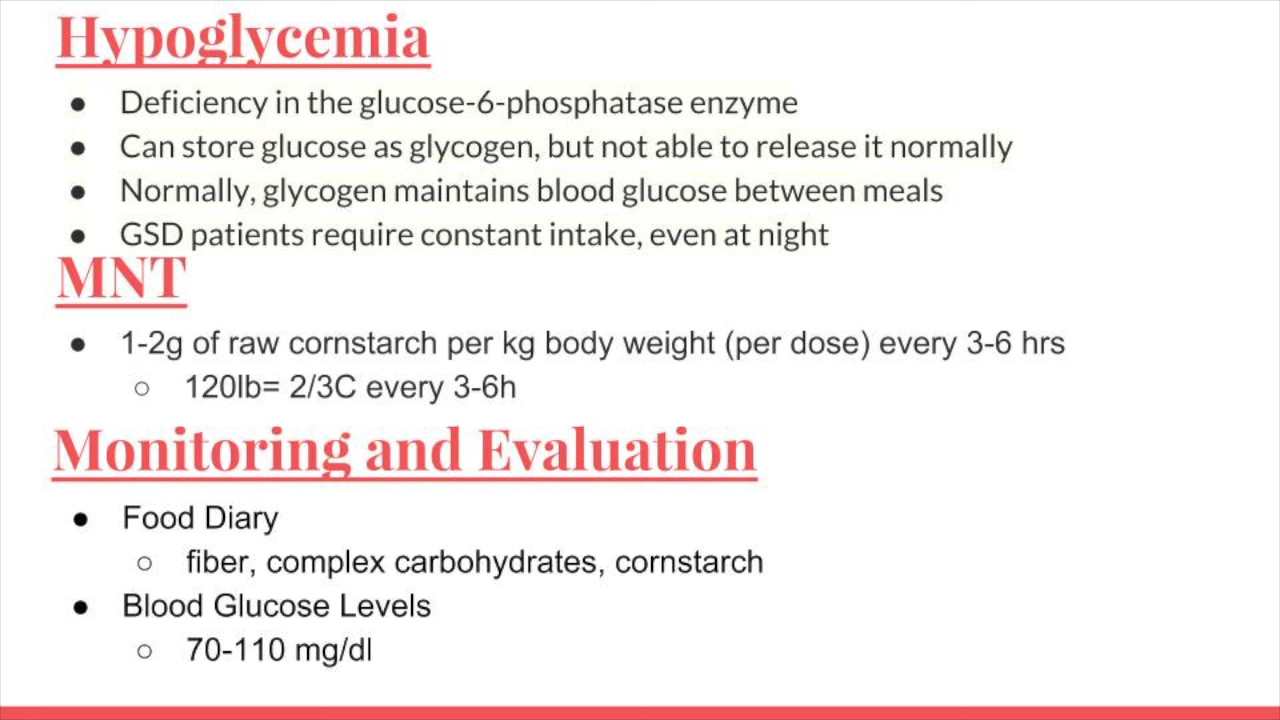 Hypoglycemia
● Deficiency in the glucose-6-phosphatase enzyme
● Can store glucose as glycogen, but not able to release it normally
● Normally, glycogen maintains blood glucose between meals
● GSD patients require constant intake, even at night
MNT
● 1-2g of raw cornstarch per kg body weight (per dose) every 3-6 hrs
○ 120lb= 2/3C every 3-6h
Monitoring and Evaluation
● Food Diary
○ fiber, complex carbohydrates, cornstarch
● Blood Glucose Levels
○ 70-110 mg/dl